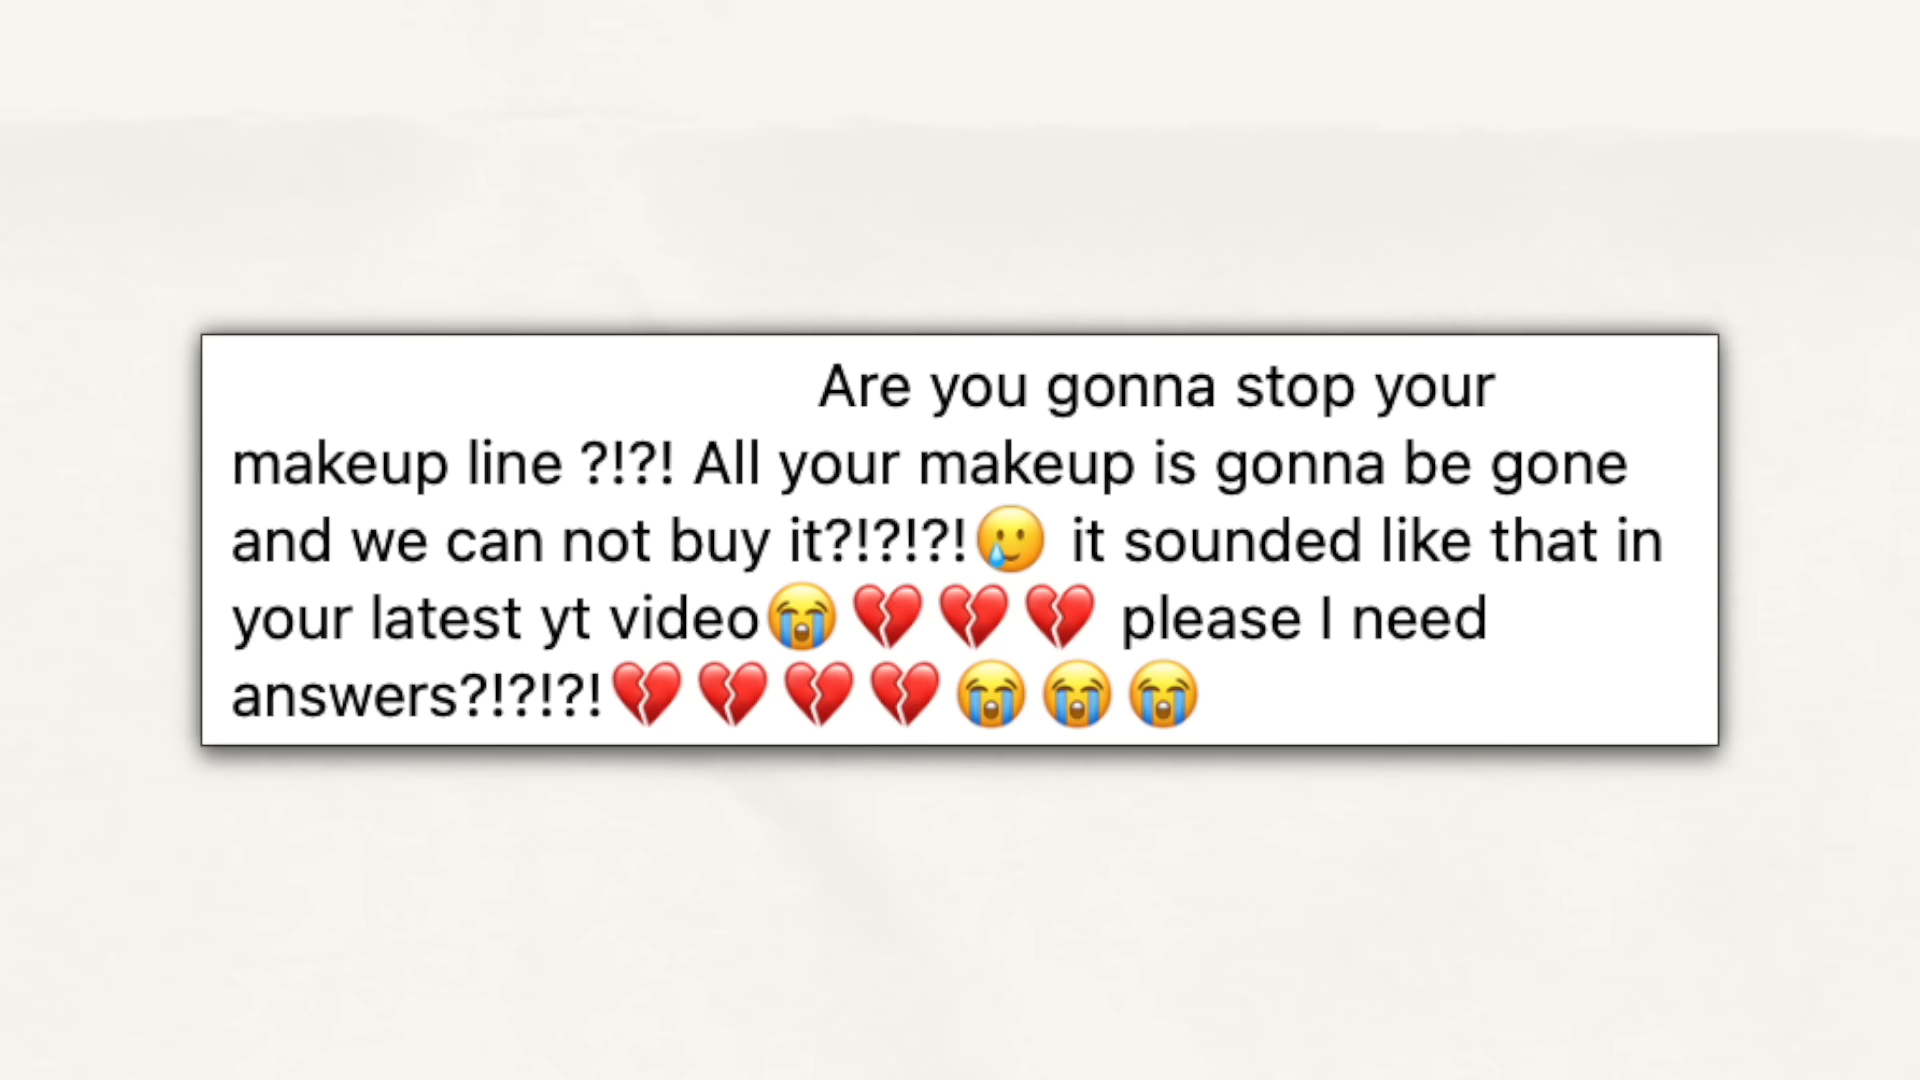 Are you gonna stop your
makeup line ?!?! All your makeup is gonna be gone
and we can not buy it?!?!?!🥲 it sounded like that in
your latest yt video😭💔💔💔 please I need
answers?!?!?!💔💔💔💔😭😭😭